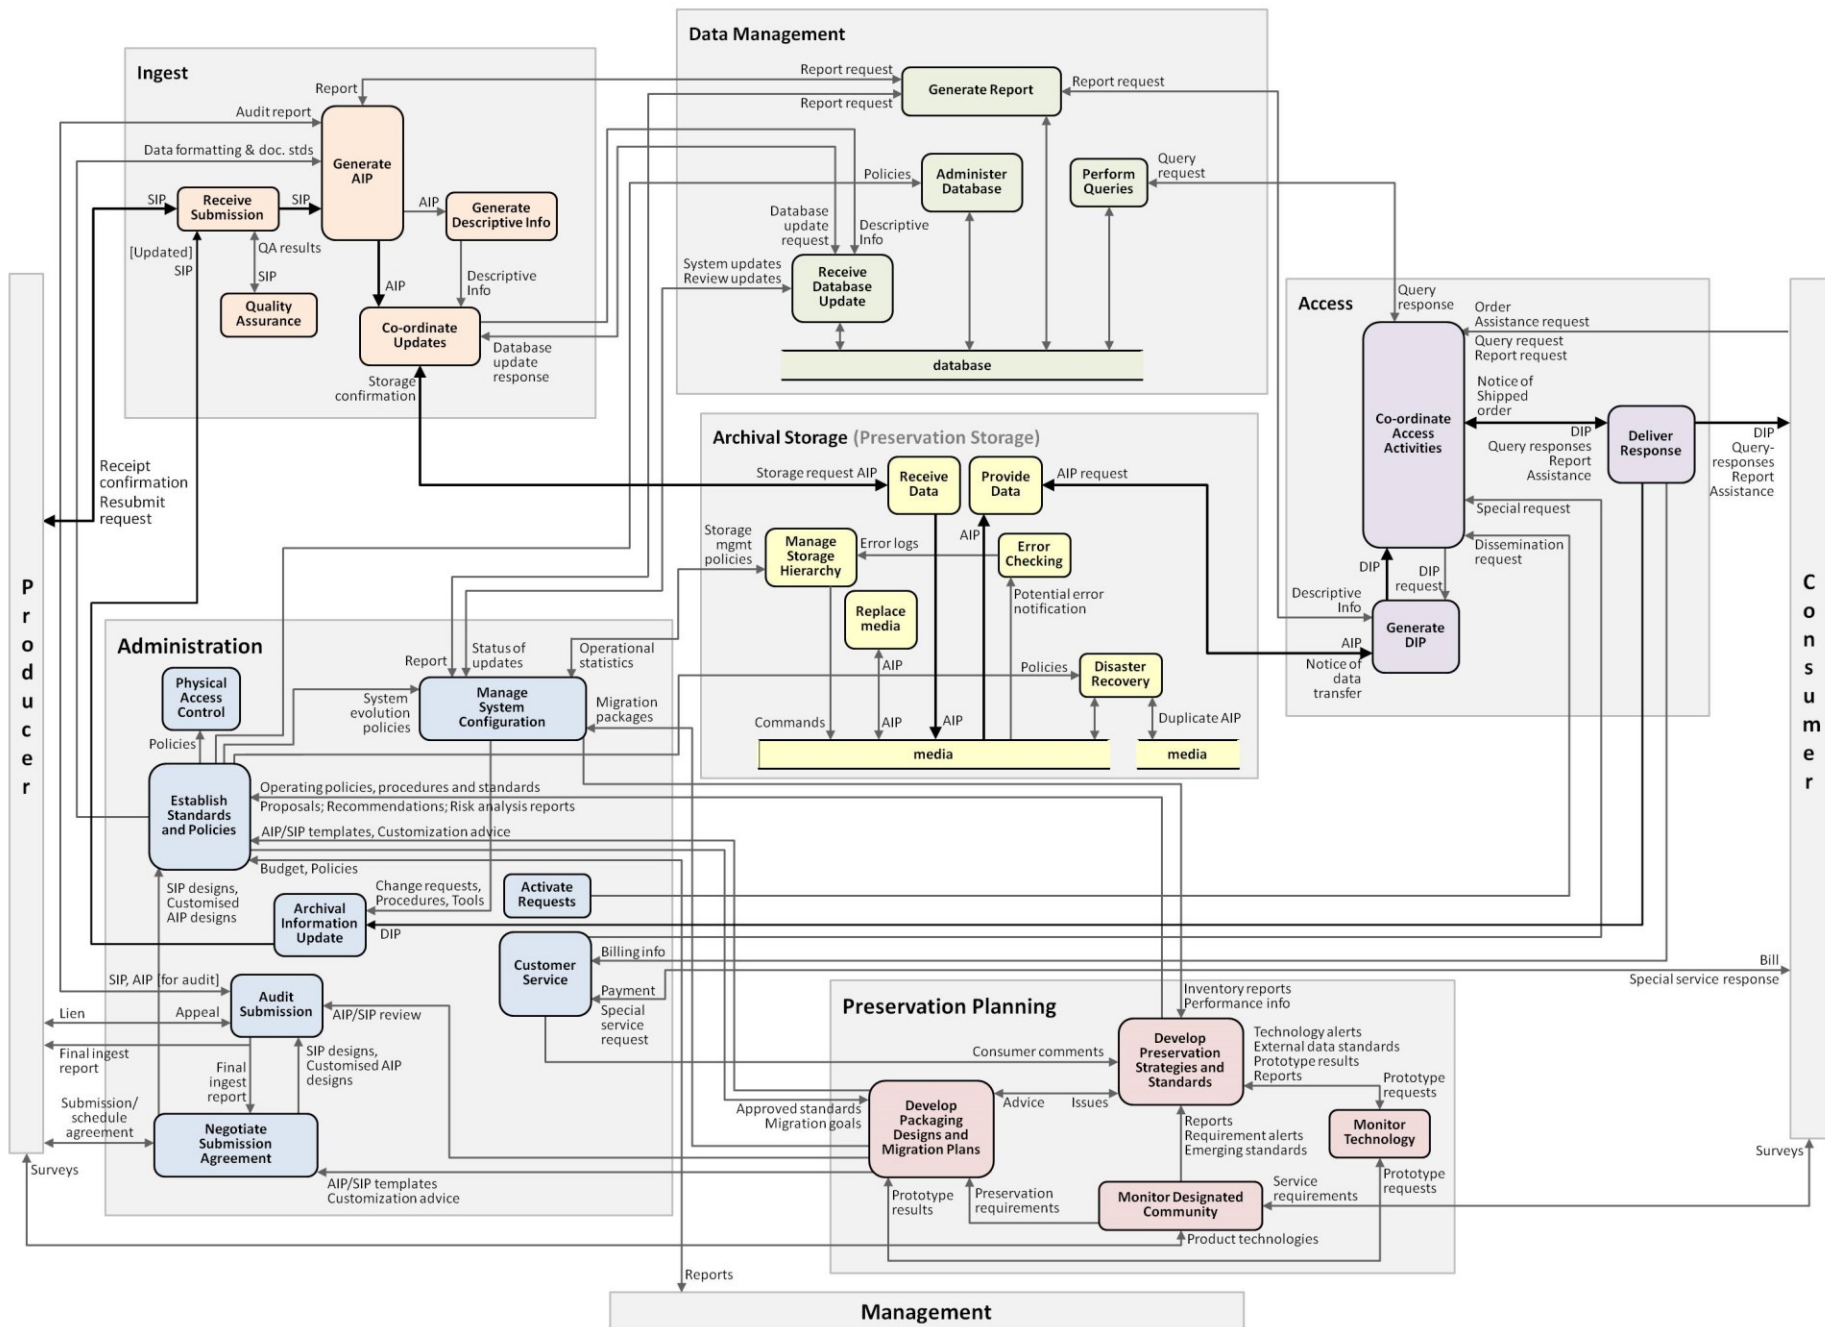 Data Management
Ingest
Report request
Generate Report
Report request
Report
Report request
Audit report
Generate
AIP
Data formatting & doc. stds
Policies
Administer
Database
Perform
Queries
Query
request
SIP
Receive
Submission
SIP
AIP
Generate
Descriptive Info
Database
update
request
Descriptive
Info
[Updated]
SIP
QA results
SIP
Quality
Assurance
AIP
Descriptive
Info
System updates
Review updates
Receive
Database
Update
Co-ordinate
Updates
Database
update
response
Storage
confirmation
database
Access
Query
response
Order
Assistance request
Query request
Report request
Notice of
Shipped
order
Co-ordinate
Access
Activities
DIP
Query responses
Report
Assistance
Deliver
Response
DIP
Query-
responses
Report
Assistance
Special request
Dissemination
request
DIP
DIP
request
Descriptive
Info
Generate
DIP
AIP
Notice of
data
transfer
Archival Storage (Preservation Storage)
Storage request AIP
Receive
Data
Provide
Data
AIP request
Storage
mgmt
policies
Manage
Storage
Hierarchy
Error logs
AIP
Error
Checking
Replace
media
Potential error
notification
AIP
Policies
Disaster
Recovery
Commands
AIP
AIP
Duplicate AIP
media
media
Producer
Receipt
confirmation
Resubmit
request
Consumer
Administration
Physical
Access
Control
Report
Status of
updates
Operational
statistics
System
evolution
policies
Manage
System
Configuration
Migration
packages
Policies
Establish
Standards
and Policies
Operating policies, procedures and standards
Proposals; Recommendations; Risk analysis reports
AIP/SIP templates, Customization advice
Budget, Policies
SIP designs,
Customised
AIP designs
Archival
Information
Update
Change requests,
Procedures, Tools
DIP
Activate
Requests
Customer
Service
Billing info
Payment
Special
service
request
Bill
Special service response
SIP, AIP [for audit]
Audit
Submission
AIP/SIP review
Lien
Appeal
Final ingest
report
Final
ingest
report
SIP designs,
Customised AIP
designs
Submission/
schedule
agreement
Negotiate
Submission
Agreement
AIP/SIP templates
Customization advice
Surveys
Preservation Planning
Inventory reports
Performance info
Consumer comments
Develop
Preservation
Strategies and
Standards
Technology alerts
External data standards
Prototype results
Reports
Prototype
requests
Approved standards
Migration goals
Develop
Packaging
Designs and
Migration Plans
Advice
Issues
Reports
Requirement alerts
Emerging standards
Monitor
Technology
Prototype
results
Preservation
requirements
Monitor Designated
Community
Service
requirements
Prototype
requests
Surveys
Product technologies
Reports
Management